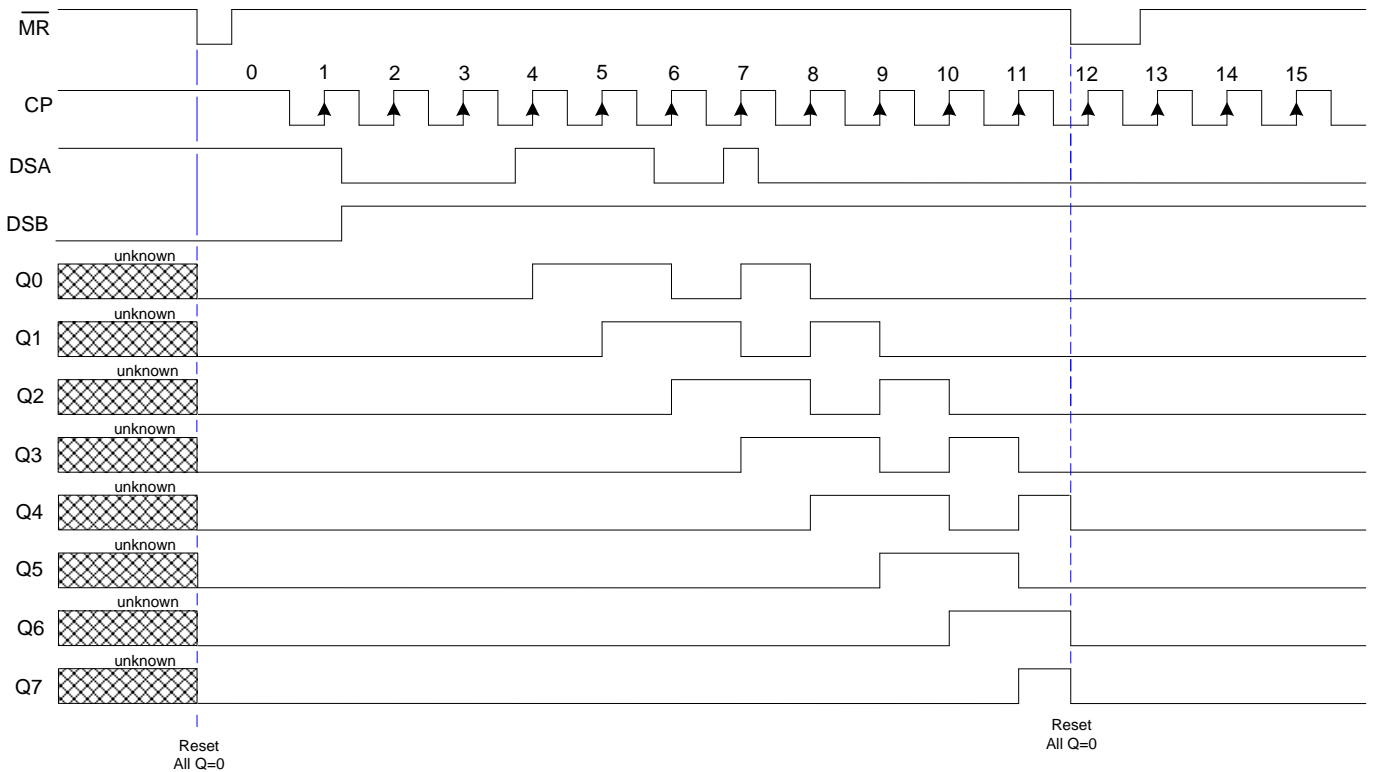 MR
0 1 2 3 4 5 6 7 8 9 10 11 12 13 14 15
CP
DSA
DSB
unknown
Q0
unknown
Q1
unknown
Q2
unknown
Q3
unknown
Q4
unknown
Q5
unknown
Q6
unknown
Q7
Reset
All Q=0
Reset
All Q=0